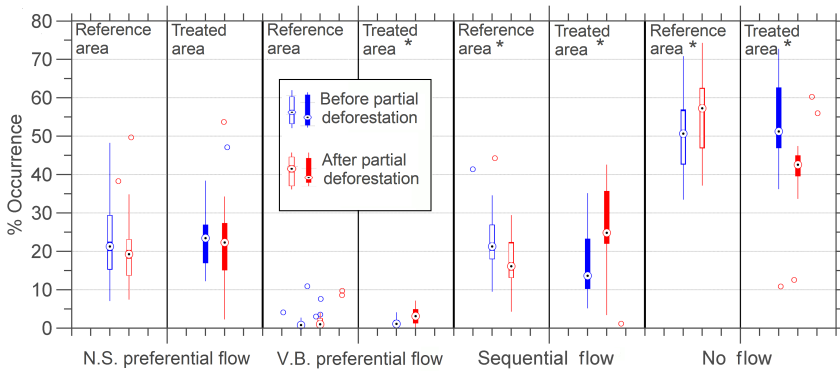 80
70
60
50
40
30
20
10
0
% Occurrence
Reference
area
Treated
area
Reference
area
Treated
area *
Reference
area *
Treated
area *
Reference
area *
Treated
area *
Before partial
deforestation
After partial
deforestation
N.S. preferential flow
V.B. preferential flow
Sequential flow
No flow